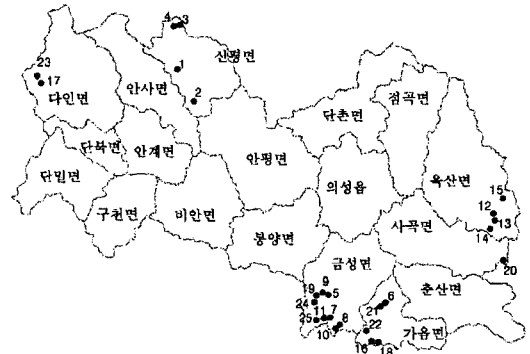 4 3
신평면
1
23
17
다인면
안사면
2
점곡면
단촌면
단북면
안계면
안평면
단밀면
의성읍
옥산면
15
구천면
비안면
12
13
사곡면
14
봉양면
금성면
20
춘산면
19 9 5
6
24
21
11 7
25
8
10
22
가음면
16 18